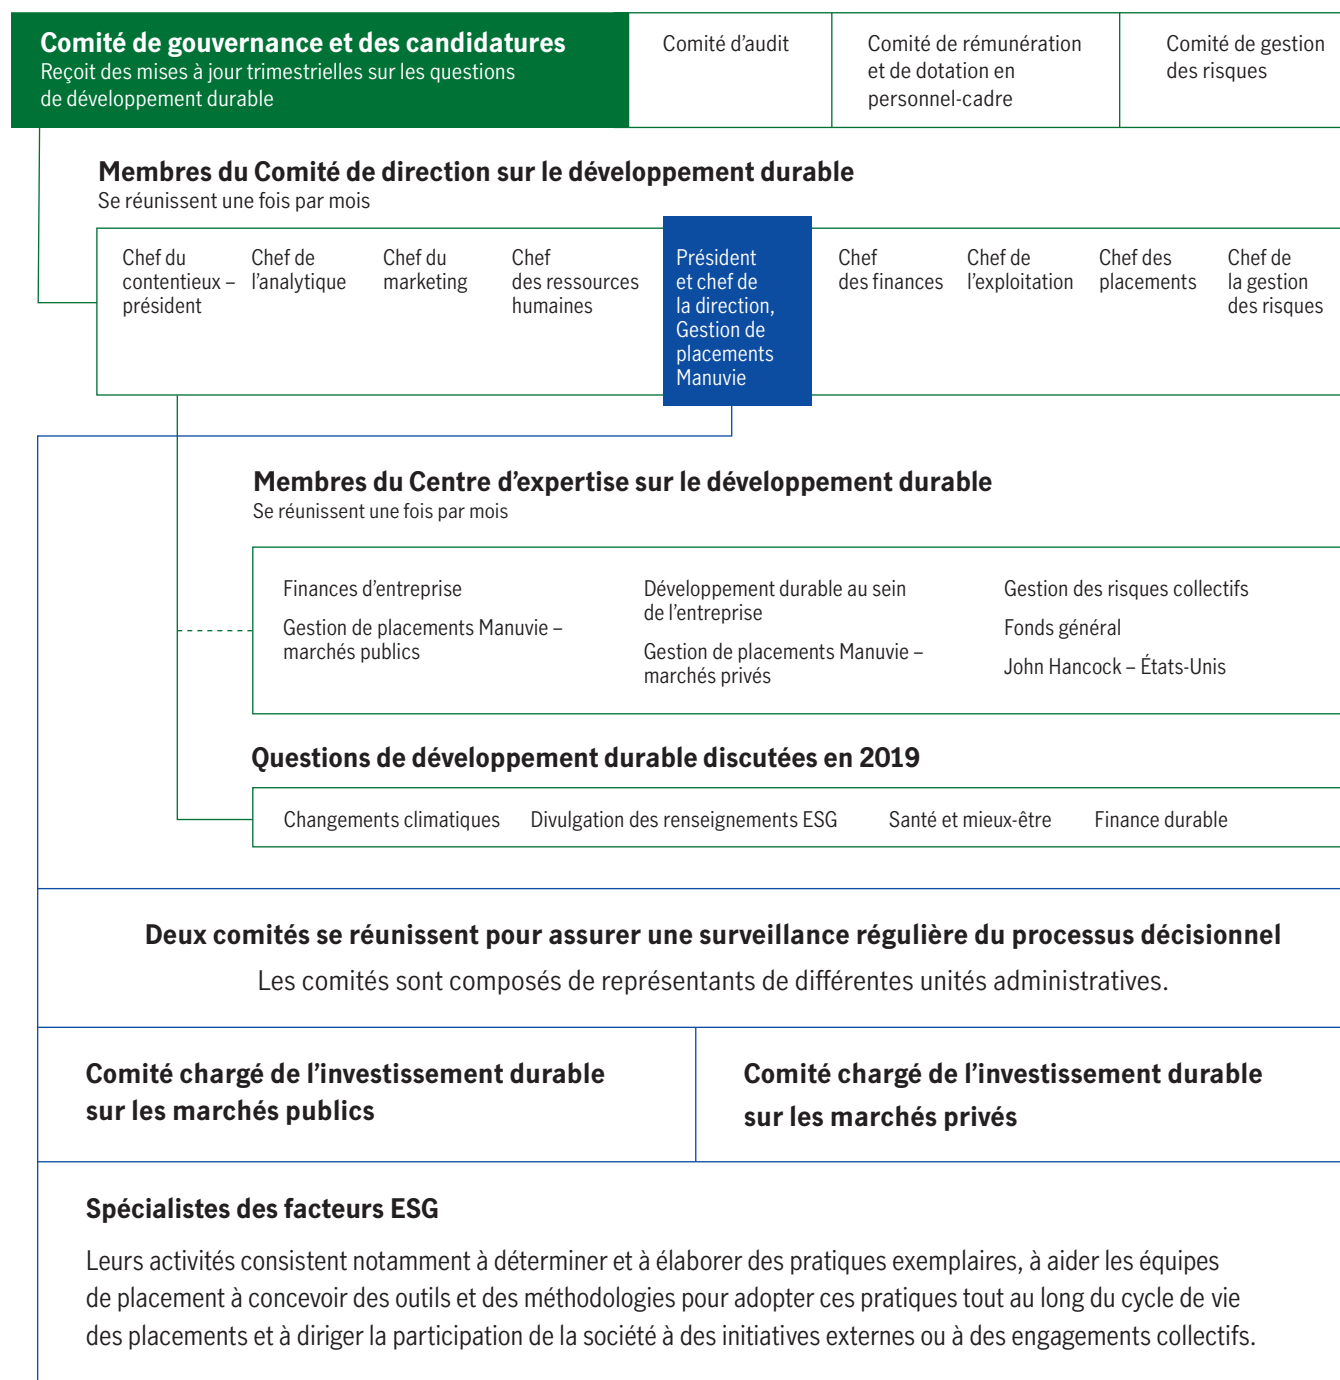 Comité de gouvernance et des candidatures
Reçoit des mises à jour trimestrielles sur les questions
de développement durable
Comité d’audit
Comité de rémunération
et de dotation en
personnel-cadre
Comité de gestion
des risques
Membres du Comité de direction sur le développement durable
Se réunissent une fois par mois
Chef du
contentieux –
président
Chef de
l’analytique
Chef du
marketing
Chef
des ressources
humaines
Président
et chef de
la direction,
Gestion de
placements
Manuvie
Chef
des finances
Chef de
l’exploitation
Chef des
placements
Chef de
la gestion
des risques
Membres du Centre d’expertise sur le développement durable
Se réunissent une fois par mois
Finances d’entreprise
Gestion de placements Manuvie –
marchés publics
Développement durable au sein
de l’entreprise
Gestion de placements Manuvie –
marchés privés
Gestion des risques collectifs
Fonds général
John Hancock – États-Unis
Questions de développement durable discutées en 2019
Changements climatiques
Divulgation des renseignements ESG
Santé et mieux-être
Finance durable
Deux comités se réunissent pour assurer une surveillance régulière du processus décisionnel
Les comités sont composés de représentants de différentes unités administratives.
Comité chargé de l’investissement durable
sur les marchés publics
Comité chargé de l’investissement durable
sur les marchés privés
Spécialistes des facteurs ESG
Leurs activités consistent notamment à déterminer et à élaborer des pratiques exemplaires, à aider les équipes
de placement à concevoir des outils et des méthodologies pour adopter ces pratiques tout au long du cycle de vie
des placements et à diriger la participation de la société à des initiatives externes ou à des engagements collectifs.